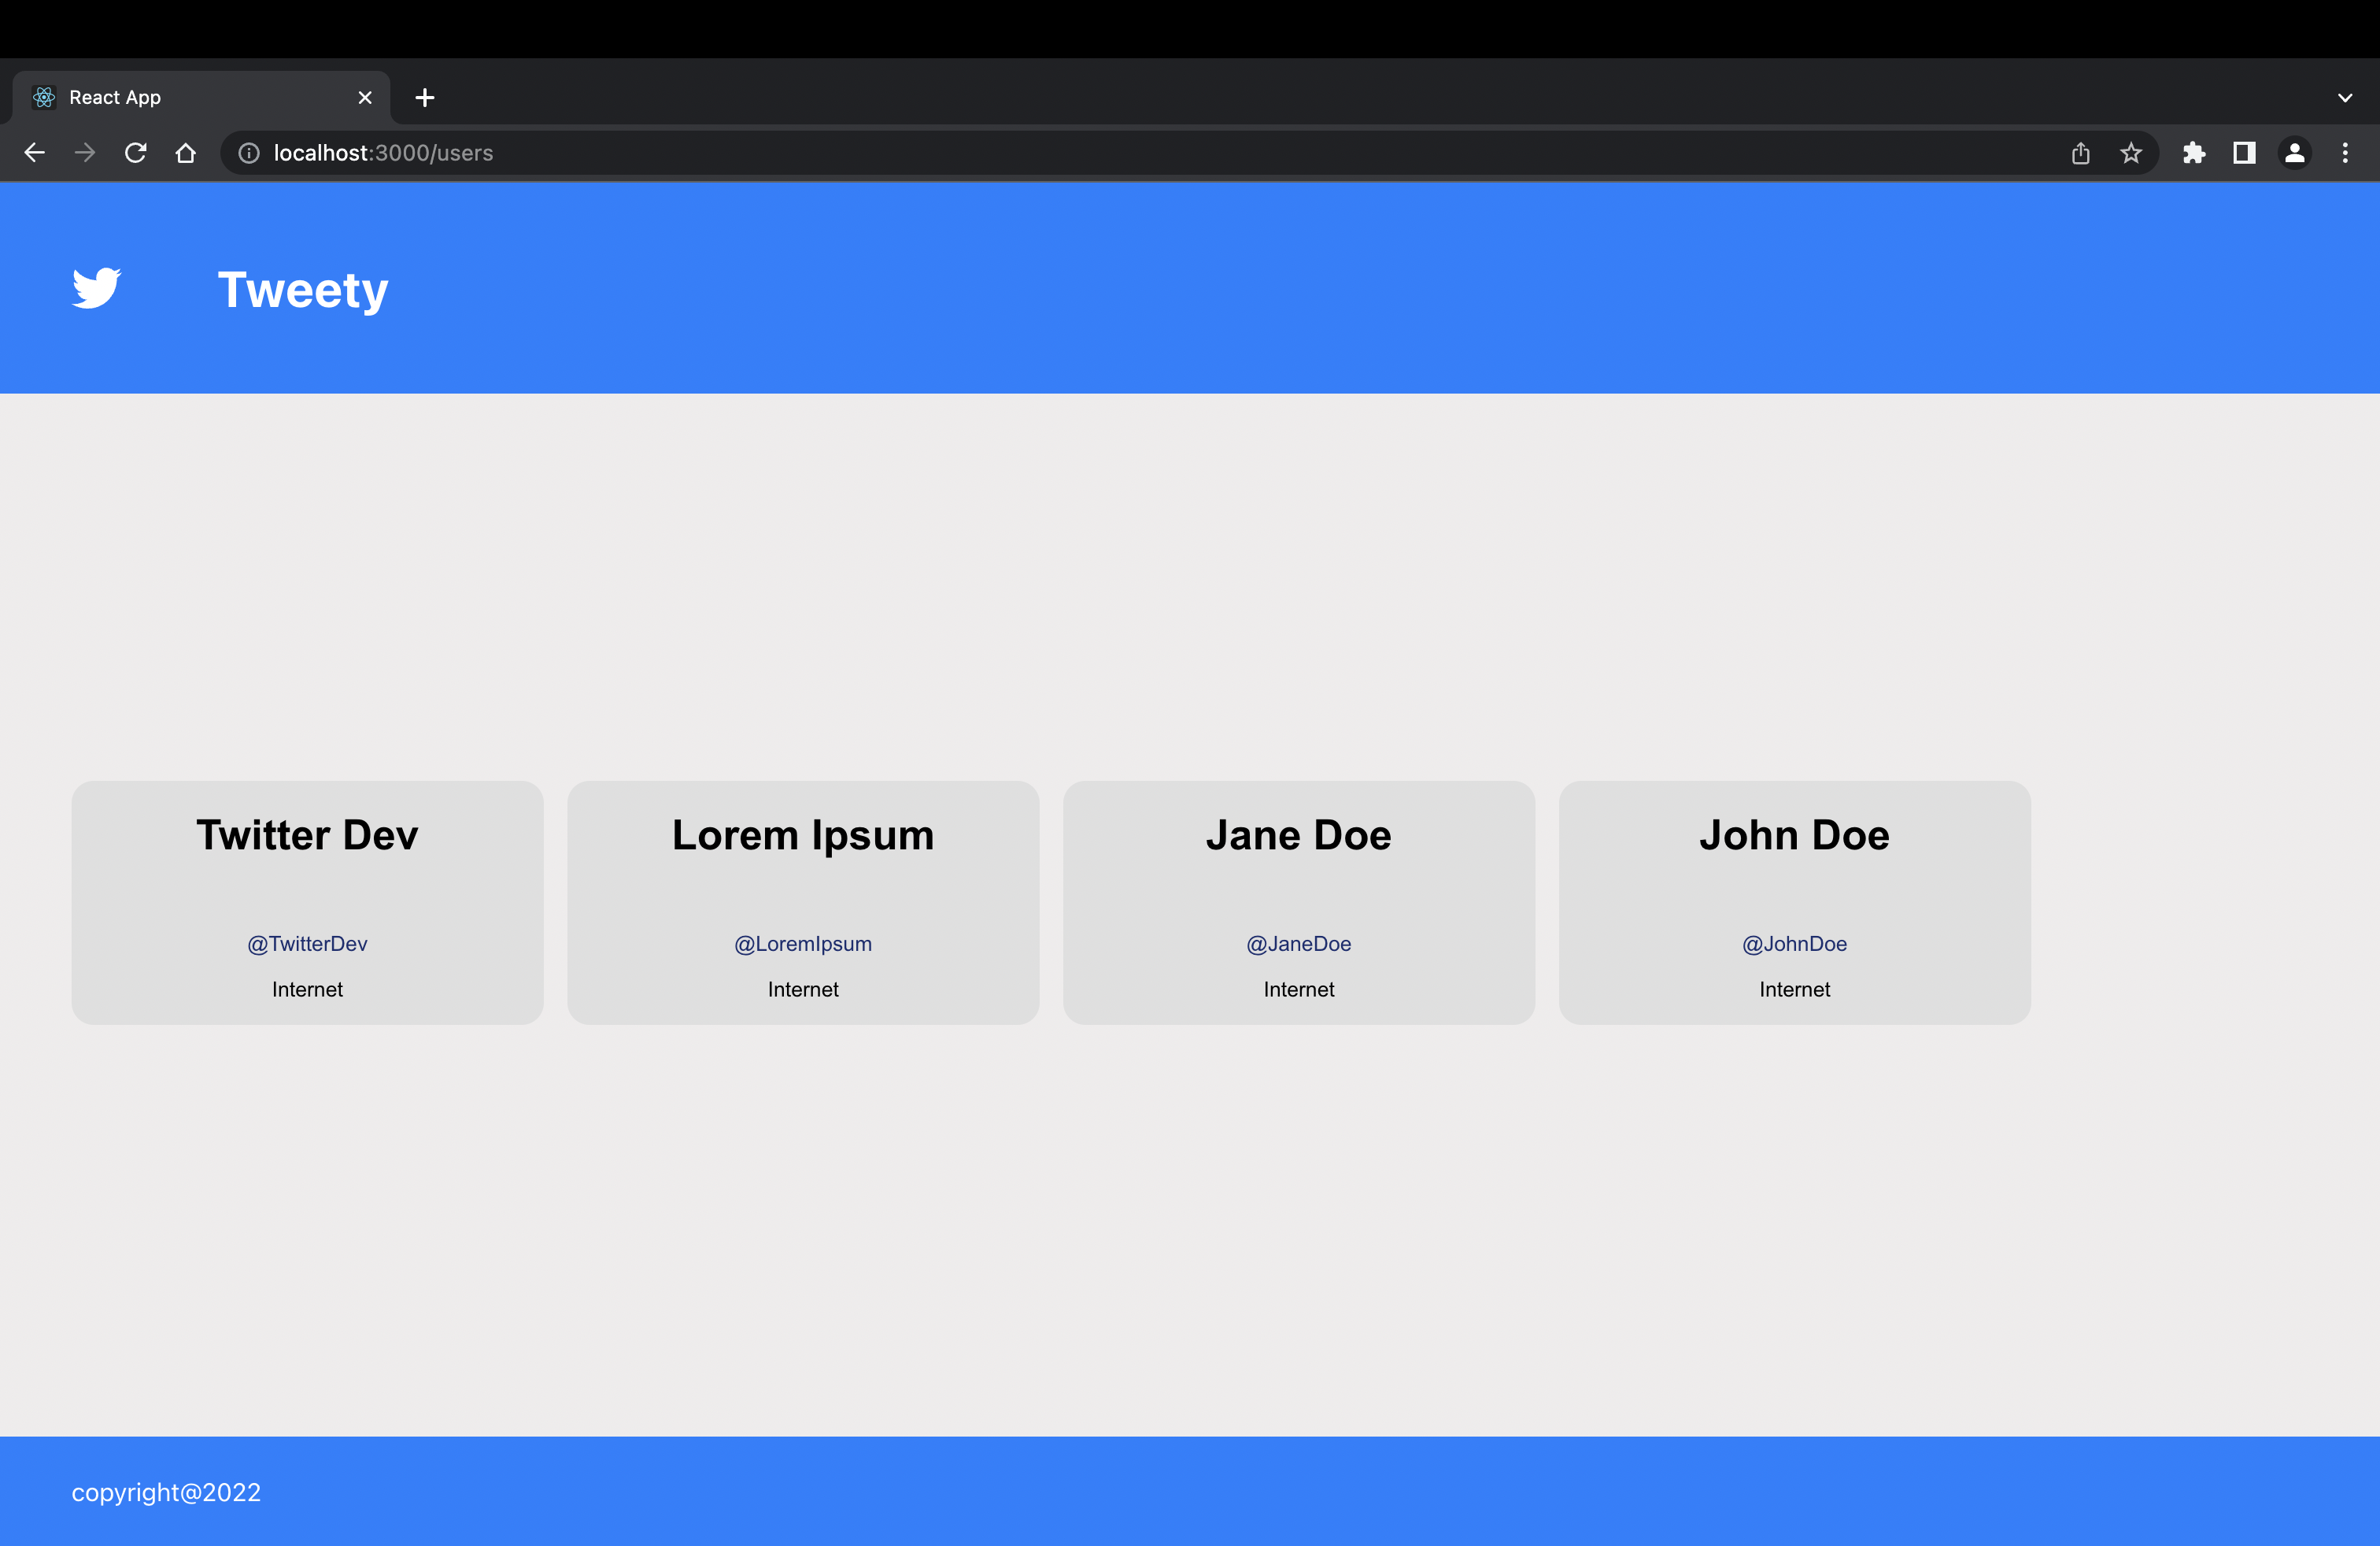 React App
localhost:3000/users
Tweety
Twitter Dev
@TwitterDev
Internet
Lorem Ipsum
@LoremIpsum
Internet
Jane Doe
@JaneDoe
Internet
John Doe
@JohnDoe
Internet
copyright@2022